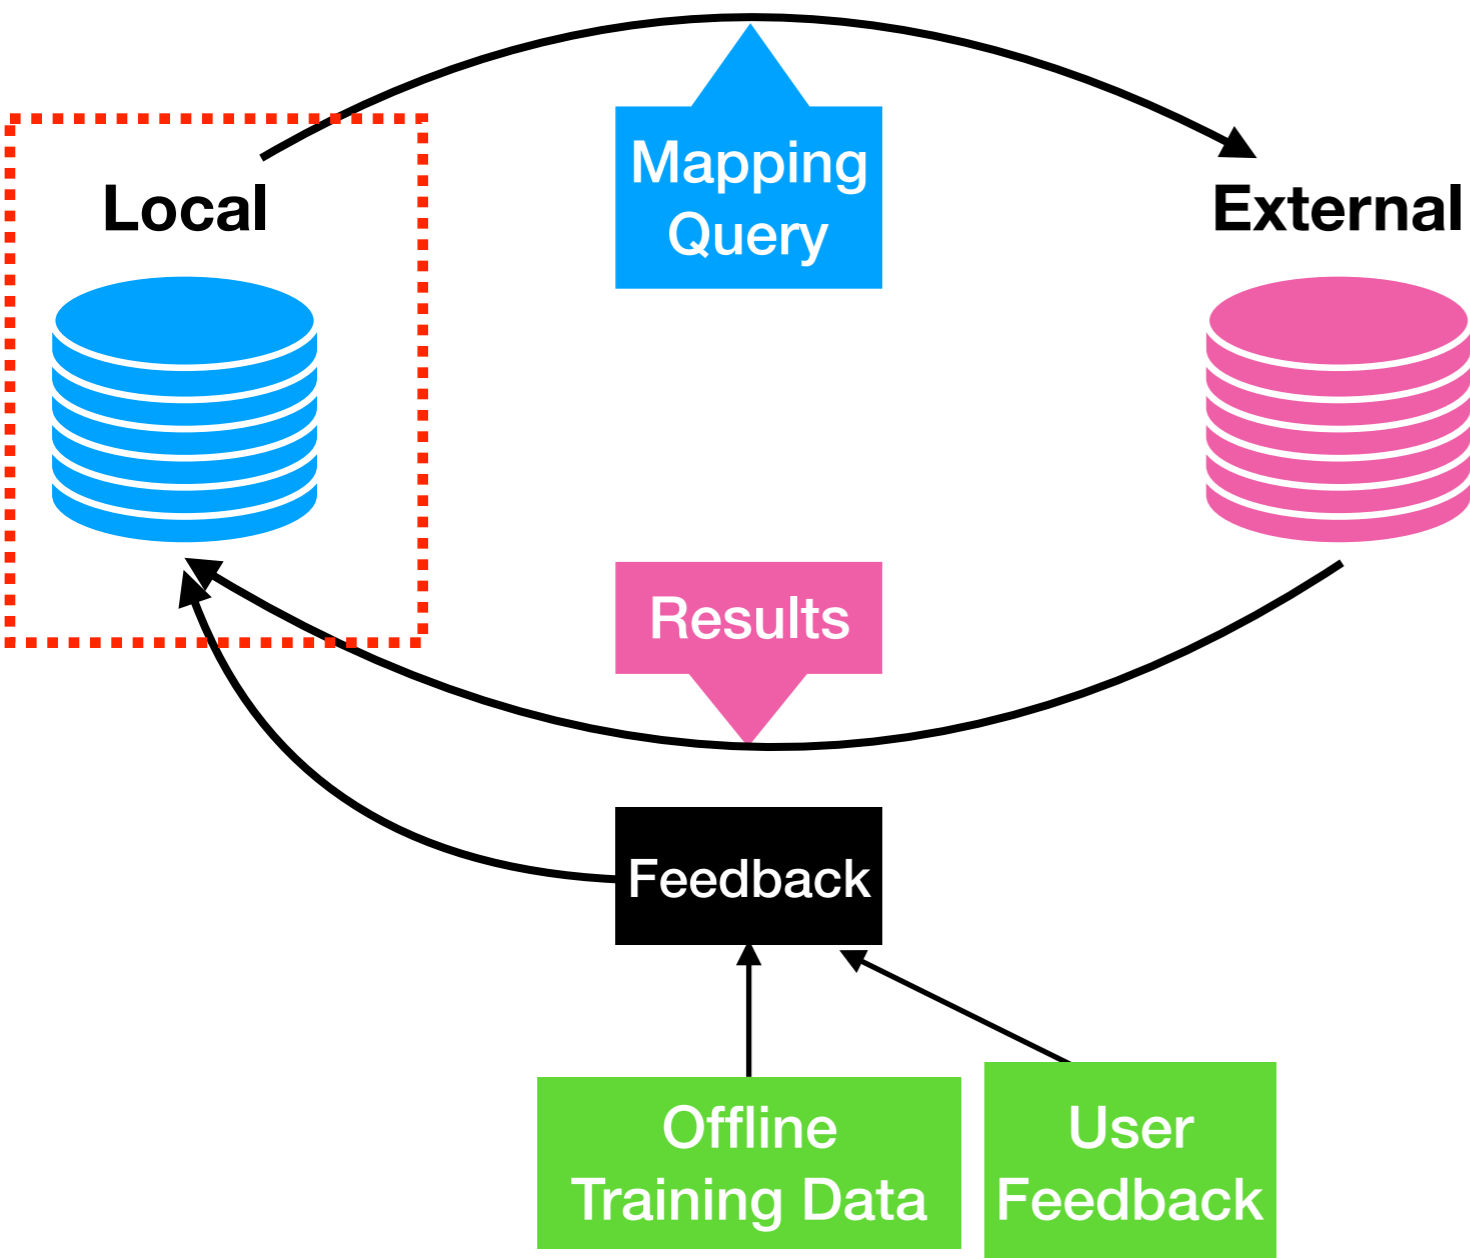 Mapping
Query
Local
External
Results
Feedback
Offline
Training Data
User
Feedback